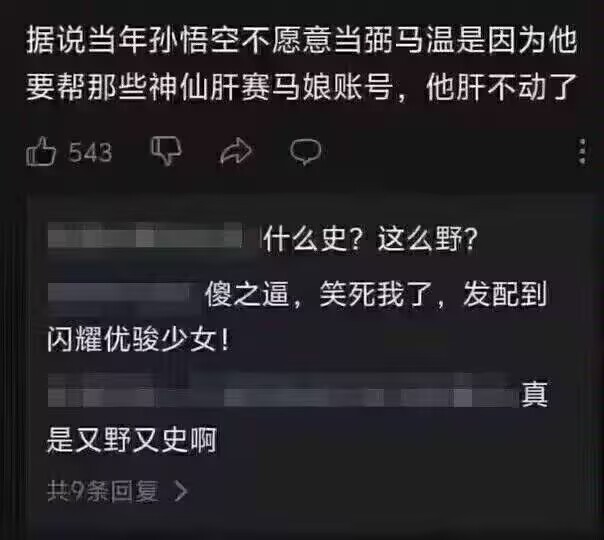 据说当年孙悟空不愿意当弼马温是因为他
要帮那些神仙肝赛马娘账号，他肝不动了
543
什么史？这么野？
傻之逼，笑死我了，发配到
闪耀优骏少女！
真
是又野又史啊
共9条回复